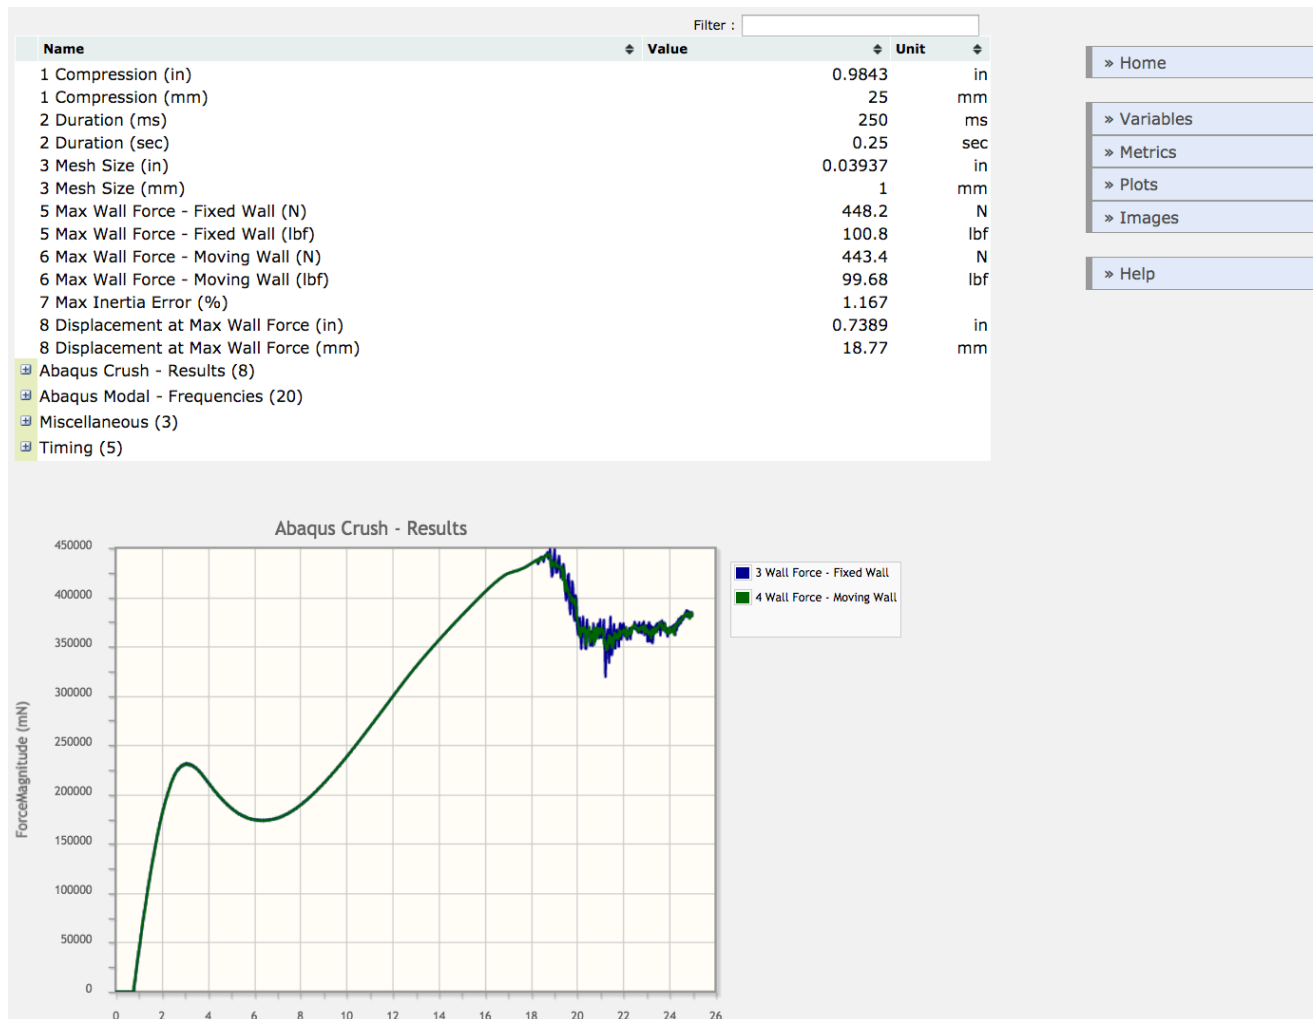 Filter :
Name Value Unit
1 Compression (in) 0.9843 in
1 Compression (mm) 25 mm
2 Duration (ms) 250 ms
2 Duration (sec) 0.25 sec
3 Mesh Size (in) 0.03937 in
3 Mesh Size (mm) 1 mm
5 Max Wall Force - Fixed Wall (N) 448.2 N
5 Max Wall Force - Fixed Wall (lbf) 100.8 lbf
6 Max Wall Force - Moving Wall (N) 443.4 N
6 Max Wall Force - Moving Wall (lbf) 99.68 lbf
7 Max Inertia Error (%) 1.167
8 Displacement at Max Wall Force (in) 0.7389 in
8 Displacement at Max Wall Force (mm) 18.77 mm
Abaqus Crush - Results (8)
Abaqus Modal - Frequencies (20)
Miscellaneous (3)
Timing (5)
» Home
» Variables
» Metrics
» Plots
» Images
» Help
Abaqus Crush - Results
450000
400000
350000
300000
250000
200000
150000
100000
50000
0
ForceMagnitude (mN)
0 2 4 6 8 10 12 14 16 18 20 22 24 26
3 Wall Force - Fixed Wall
4 Wall Force - Moving Wall